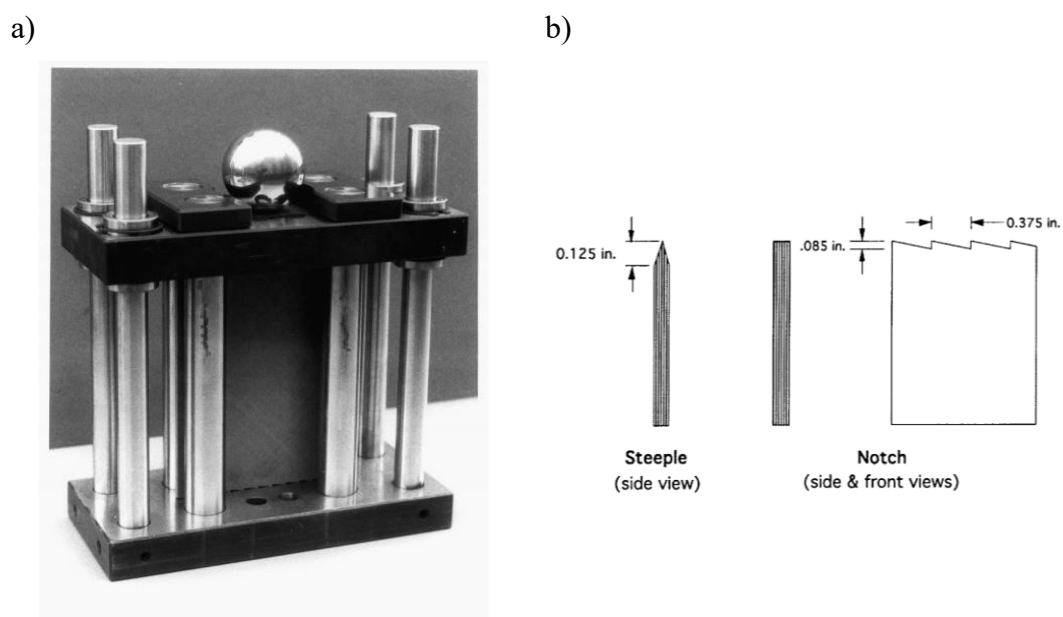 a)
b)
0.125 in.
.085 in.
0.375 in.
Steeple
(side view)
Notch
(side & front views)